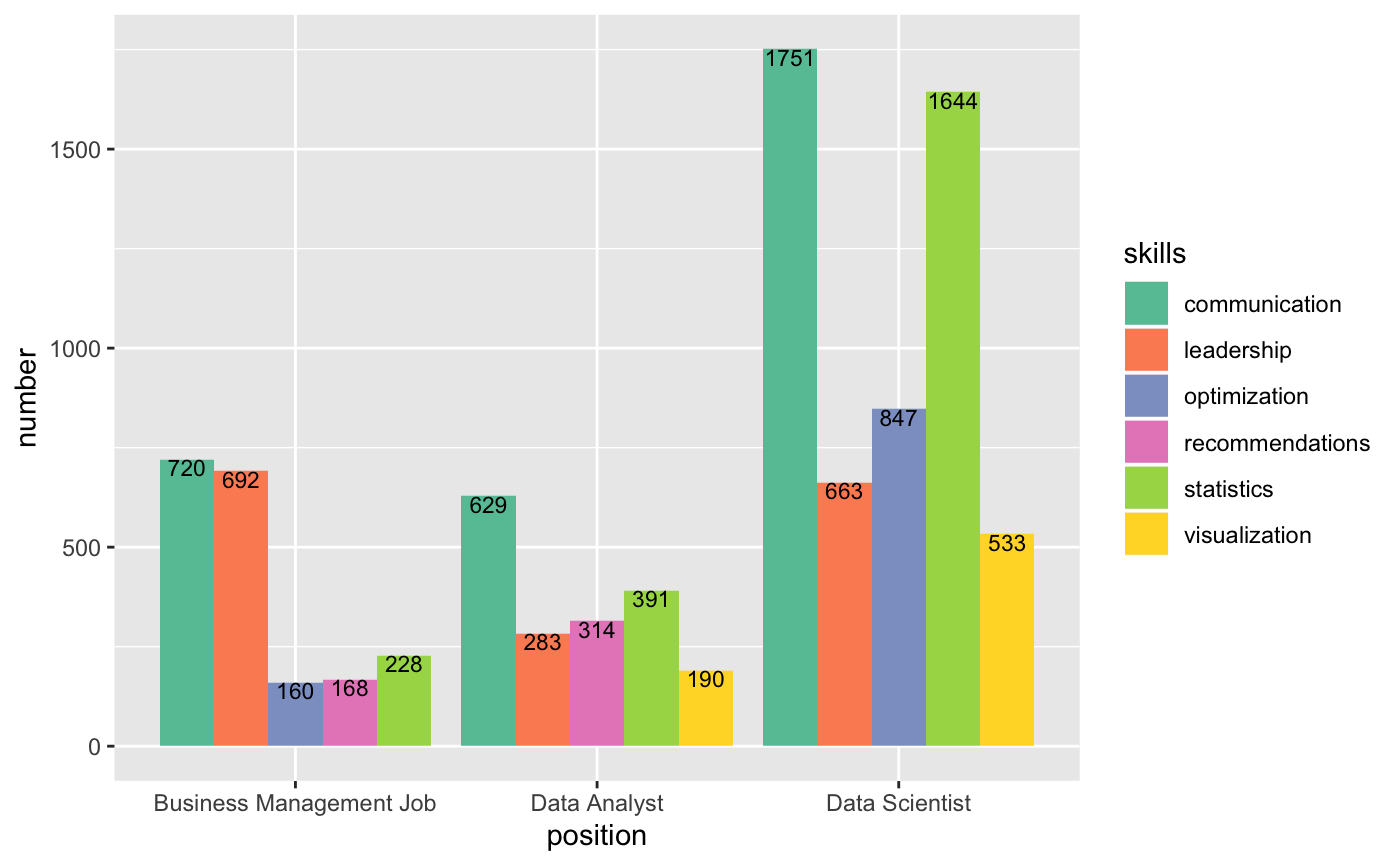 number
1500
1000
500
0
720
692
160
168
228
629
283
314
391
190
1751
663
847
1644
533
Business Management Job
Data Analyst
Data Scientist
position
skills
communication
leadership
optimization
recommendations
statistics
visualization